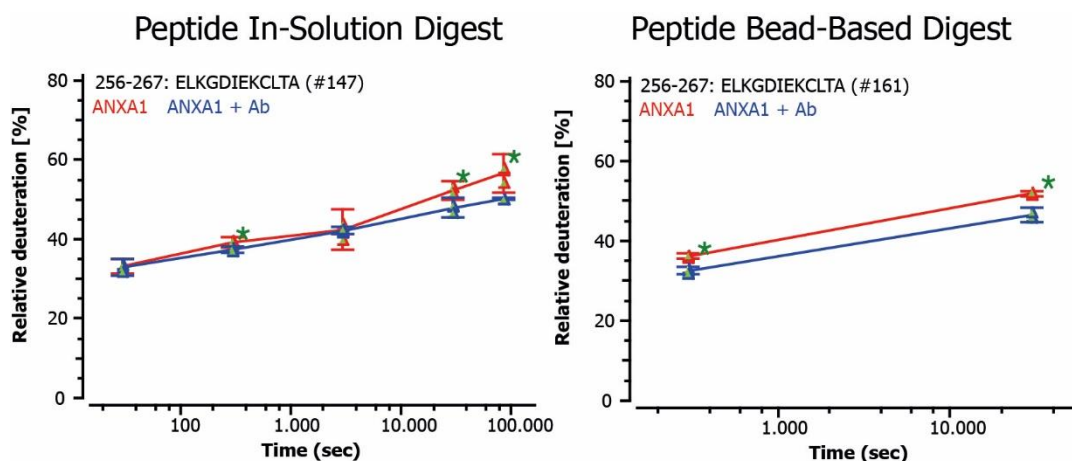 Peptide In-Solution Digest
256-267: ELKGDIEKCLTA (#147)
ANXA1 ANXA1 + Ab
Relative deuteration [%]
80
60
40
20
0
100 1.000 10.000 100.000
Time (sec)
Peptide Bead-Based Digest
256-267: ELKGDIEKCLTA (#161)
ANXA1 ANXA1 + Ab
Relative deuteration [%]
80
60
40
20
0
1.000 10.000
Time (sec)